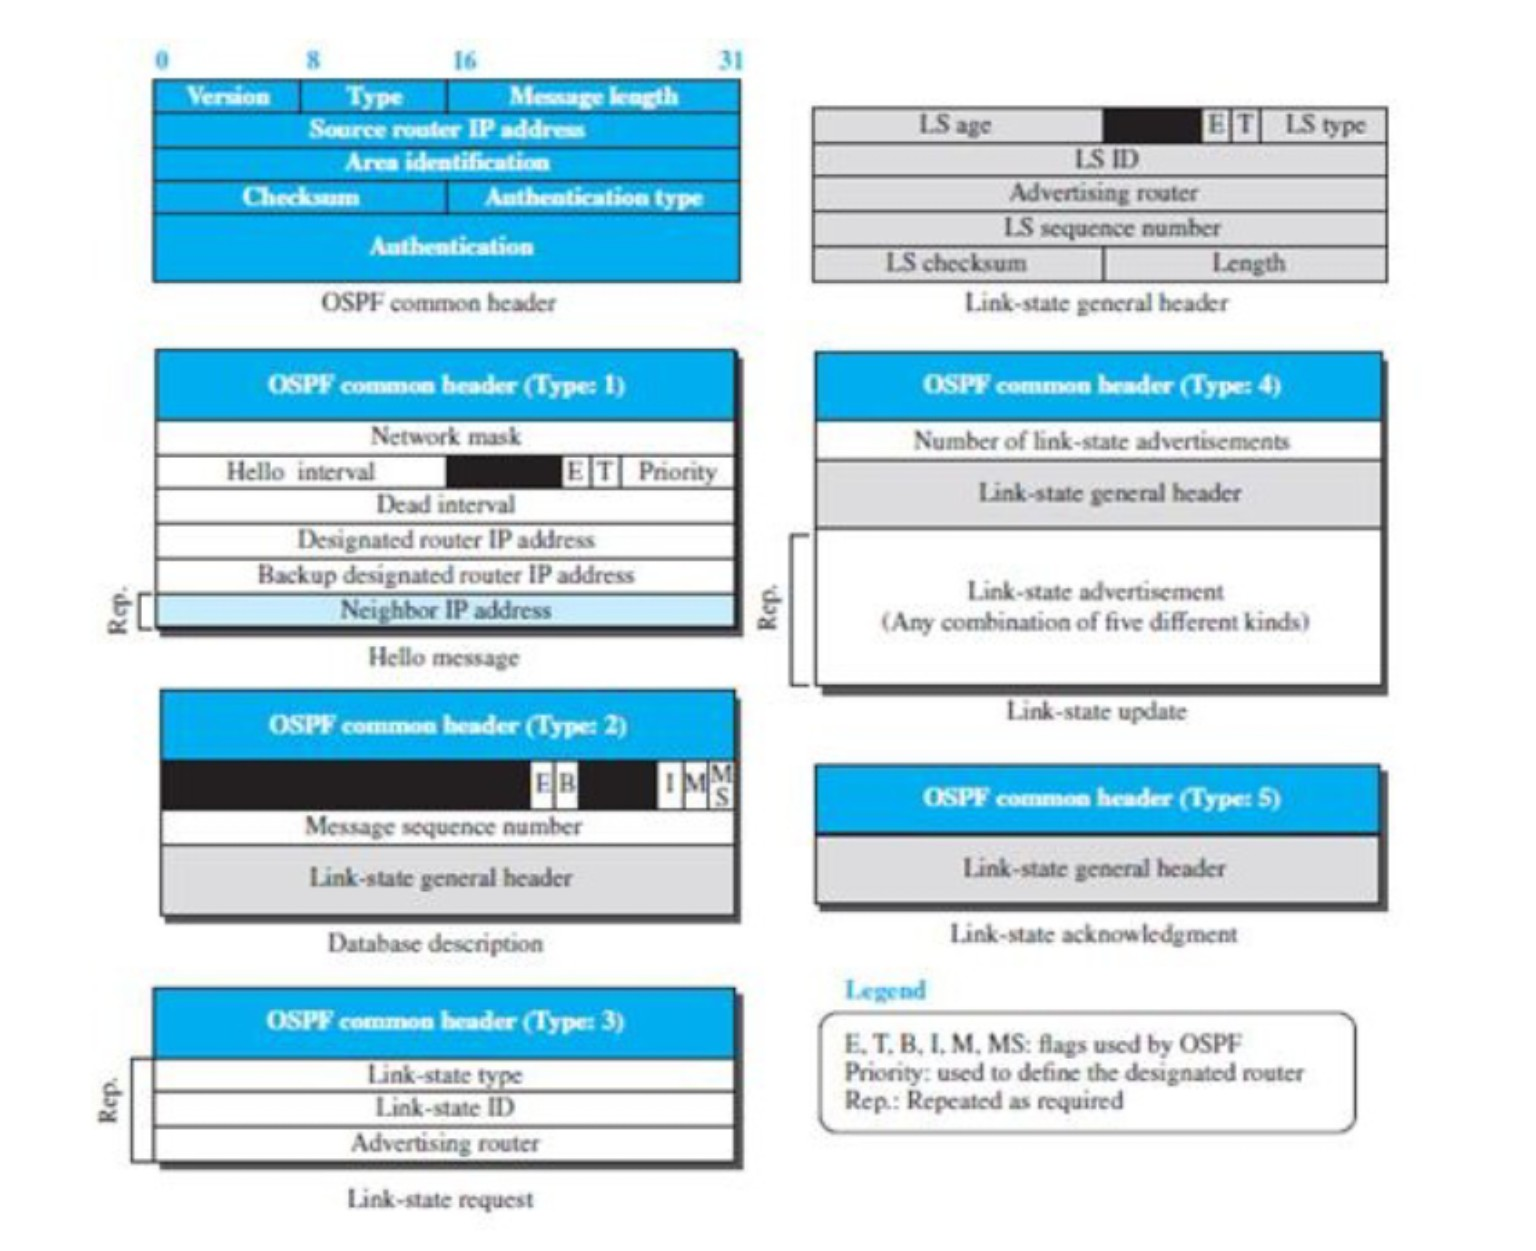 0 8 16 31
Version Type Message length
Source router IP address
Area identification
Checksum Authentication type
Authentication
OSPF common header
LS age E T LS type
LS ID
Advertising router
LS sequence number
LS checksum Length
Link-state general header
OSPF common header (Type: 1)
Network mask
Hello interval E T Priority
Dead interval
Designated router IP address
Backup designated router IP address
Rep. Neighbor IP address
Hello message
OSPF common header (Type: 4)
Number of link-state advertisements
Link-state general header
Rep.
Link-state advertisement
(Any combination of five different kinds)
Link-state update
OSPF common header (Type: 2)
E B I M M
S
Message sequence number
Link-state general header
Database description
OSPF common header (Type: 5)
Link-state general header
Link-state acknowledgment
OSPF common header (Type: 3)
Rep.
Link-state type
Link-state ID
Advertising router
Link-state request
Legend
E, T, B, I, M, MS: flags used by OSPF
Priority: used to define the designated router
Rep.: Repeated as required